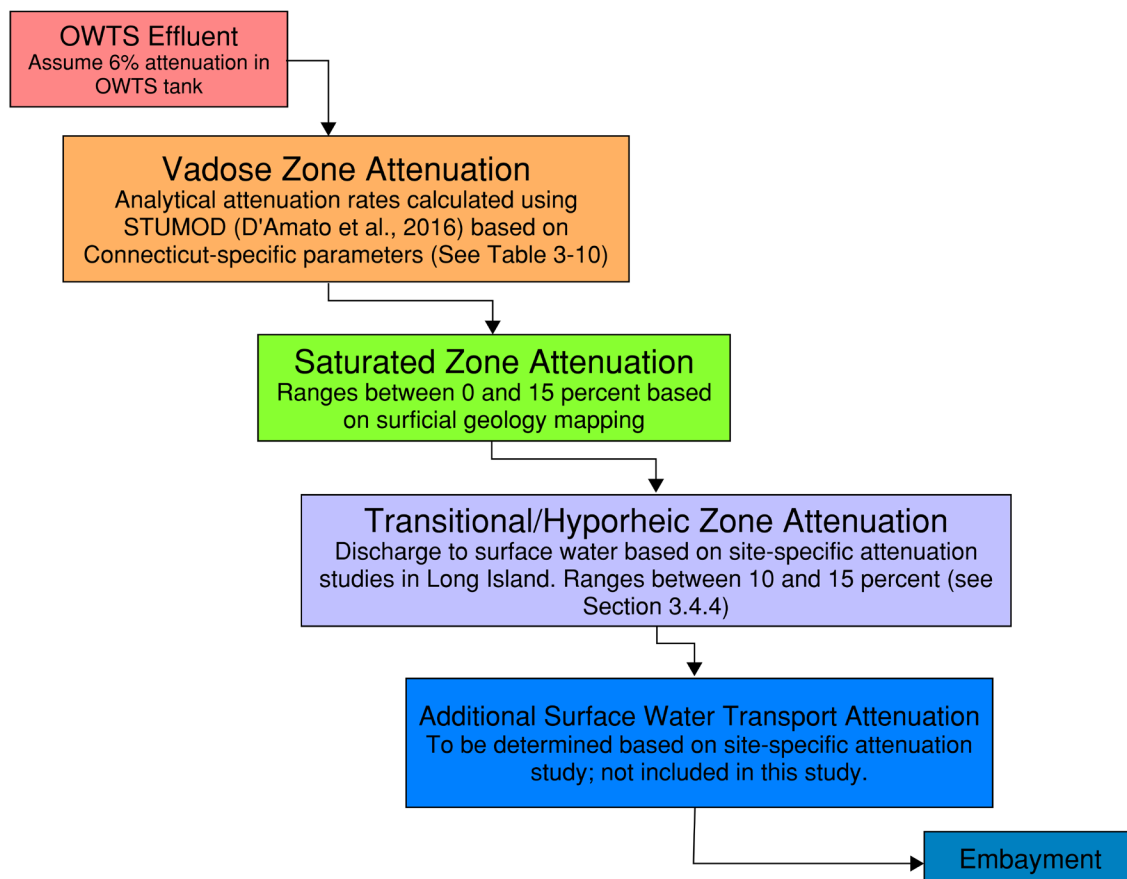 OWTS Effluent
Assume 6% attenuation in
OWTS tank
Vadose Zone Attenuation
Analytical attenuation rates calculated using
STUMOD (D'Amato et al., 2016) based on
Connecticut-specific parameters (See Table 3-10)
Saturated Zone Attenuation
Ranges between 0 and 15 percent based
on surficial geology mapping
Transitional/Hyporheic Zone Attenuation
Discharge to surface water based on site-specific attenuation
studies in Long Island. Ranges between 10 and 15 percent (see
Section 3.4.4)
Additional Surface Water Transport Attenuation
To be determined based on site-specific attenuation
study; not included in this study.
Embayment